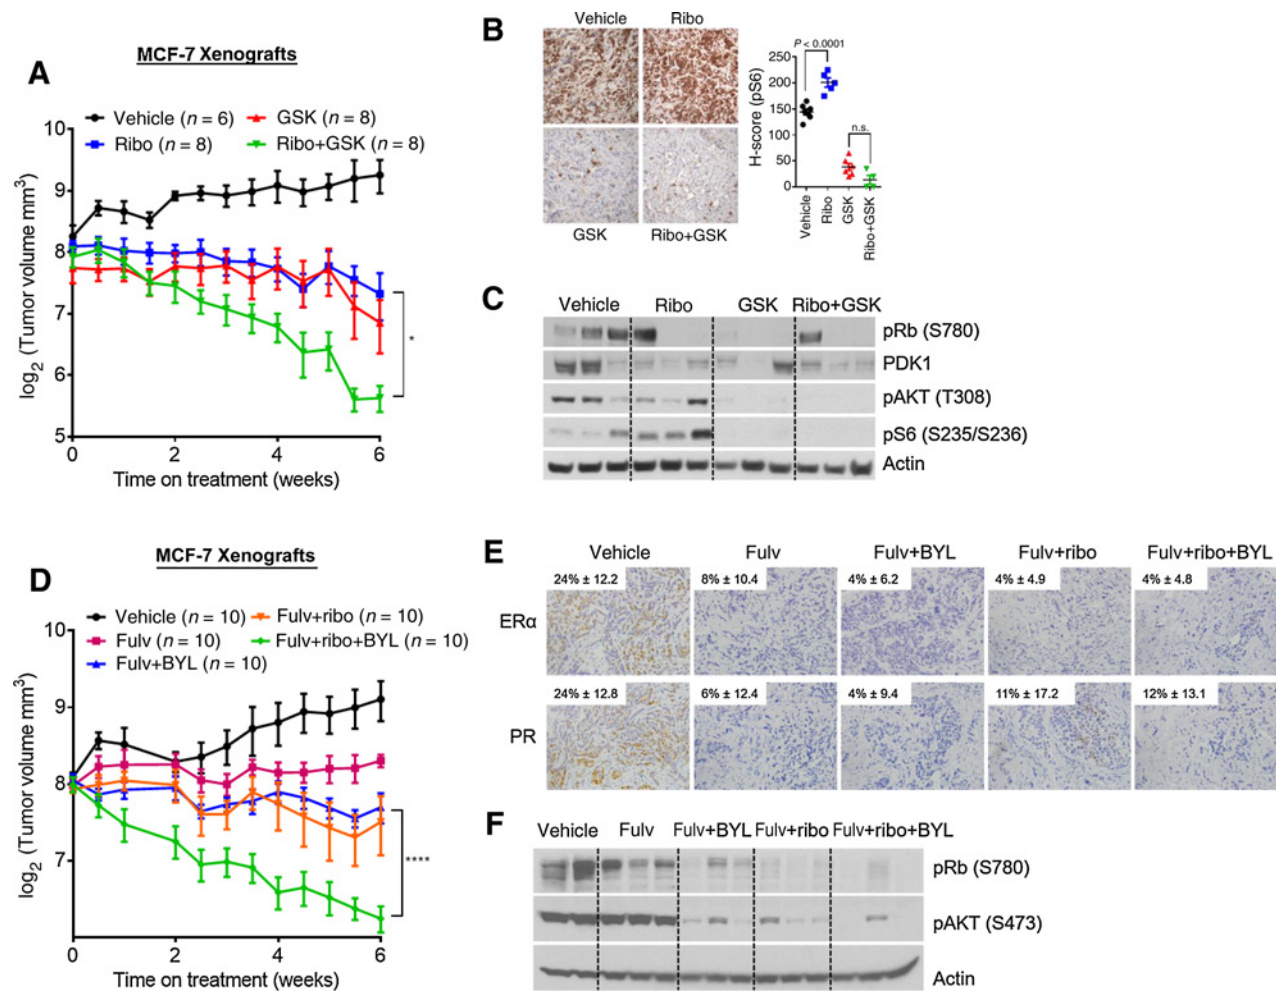 A
MCF-7 Xenografts
Vehicle (n = 6)
GSK (n = 8)
Ribo (n = 8)
Ribo+GSK (n = 8)
log2 (Tumor volume mm³)
10
9
8
7
6
5
0
2
4
6
Time on treatment (weeks)
*
B
Vehicle
Ribo
GSK
Ribo+GSK
P < 0.0001
n.s.
H-score (pS6)
250
200
150
100
50
0
Vehicle
Ribo
GSK
Ribo+GSK
C
Vehicle
Ribo
GSK
Ribo+GSK
pRb (S780)
PDK1
pAKT (T308)
pS6 (S235/S236)
Actin
D
MCF-7 Xenografts
Vehicle (n = 10)
Fulv+ribo (n = 10)
Fulv (n = 10)
Fulv+ribo+BYL (n = 10)
Fulv+BYL (n = 10)
log2 (Tumor volume mm³)
10
9
8
7
0
2
4
6
Time on treatment (weeks)
****
E
Vehicle
Fulv
Fulv+BYL
Fulv+ribo
Fulv+ribo+BYL
ERα
24% ± 12.2
8% ± 10.4
4% ± 6.2
4% ± 4.9
4% ± 4.8
PR
24% ± 12.8
6% ± 12.4
4% ± 9.4
11% ± 17.2
12% ± 13.1
F
Vehicle
Fulv
Fulv+BYL
Fulv+ribo
Fulv+ribo+BYL
pRb (S780)
pAKT (S473)
Actin